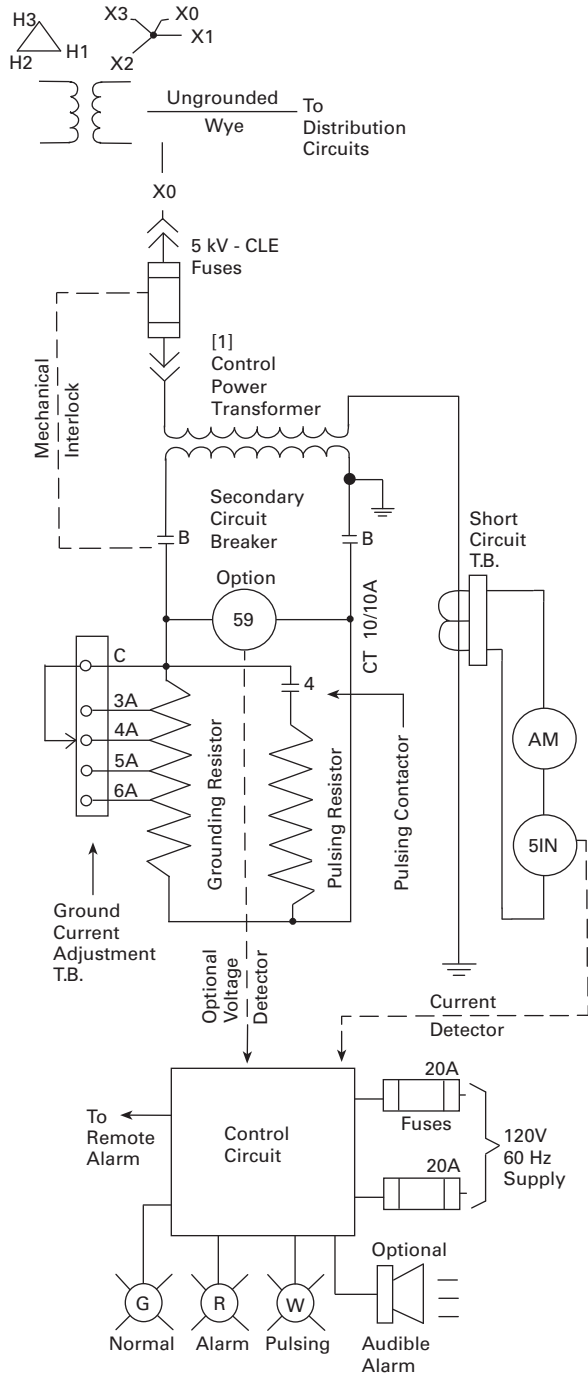 H3
H1
H2
X3
X0
X1
X2
Ungrounded
Wye
To
Distribution
Circuits
X0
5 kV - CLE
Fuses
[1]
Control
Power
Transformer
Mechanical
Interlock
Secondary
Circuit
Breaker
B
B
Short
Circuit
T.B.
Option
59
CT 10/10A
C
3A
4A
5A
6A
4
Grounding Resistor
Pulsing Resistor
Pulsing Contactor
AM
5IN
Ground
Current
Adjustment
T.B.
Optional
Voltage
Detector
Current
Detector
To
Remote
Alarm
Control
Circuit
20A
Fuses
20A
120V
60 Hz
Supply
Optional
G
R
W
Normal
Alarm
Pulsing
Audible
Alarm